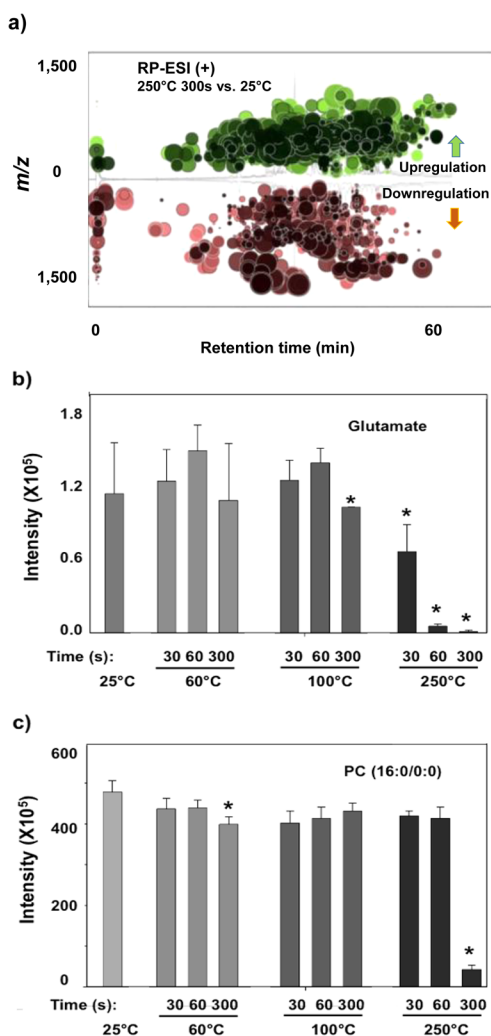 a)
1,500
RP-ESI (+)
250°C 300s vs. 25°C
m/z
0
Upregulation
Downregulation
1,500
0
60
Retention time (min)
b)
1.8
Glutamate
Intensity (X10⁵)
1.2
*
*
0.6
*
*
0.0
Time (s):
30 60 300
30 60 300
30 60 300
25°C
60°C
100°C
250°C
c)
600
PC (16:0/0:0)
Intensity (X10⁵)
*
400
200
*
0
Time (s):
30 60 300
30 60 300
30 60 300
25°C
60°C
100°C
250°C